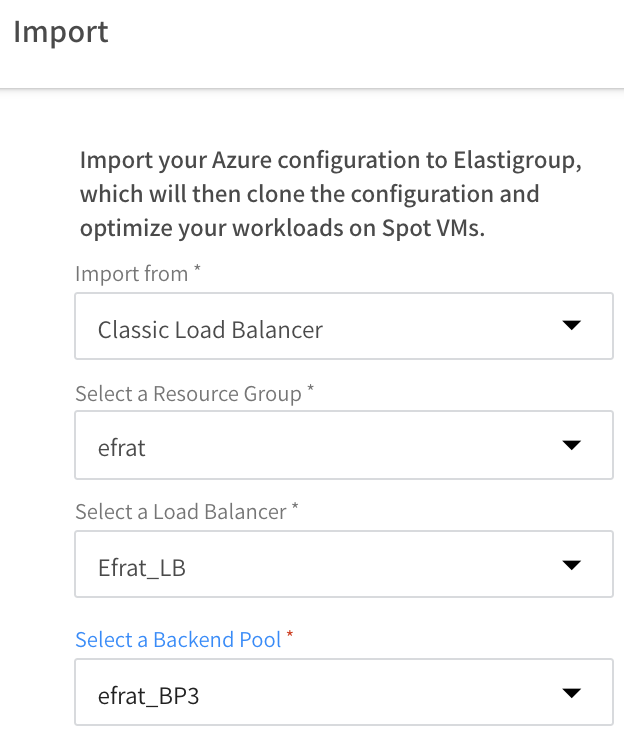 Import
Import your Azure configuration to Elastigroup,
which will then clone the configuration and
optimize your workloads on Spot VMs.
Import from *
Classic Load Balancer
Select a Resource Group *
efrat
Select a Load Balancer *
Efrat_LB
Select a Backend Pool *
efrat_BP3